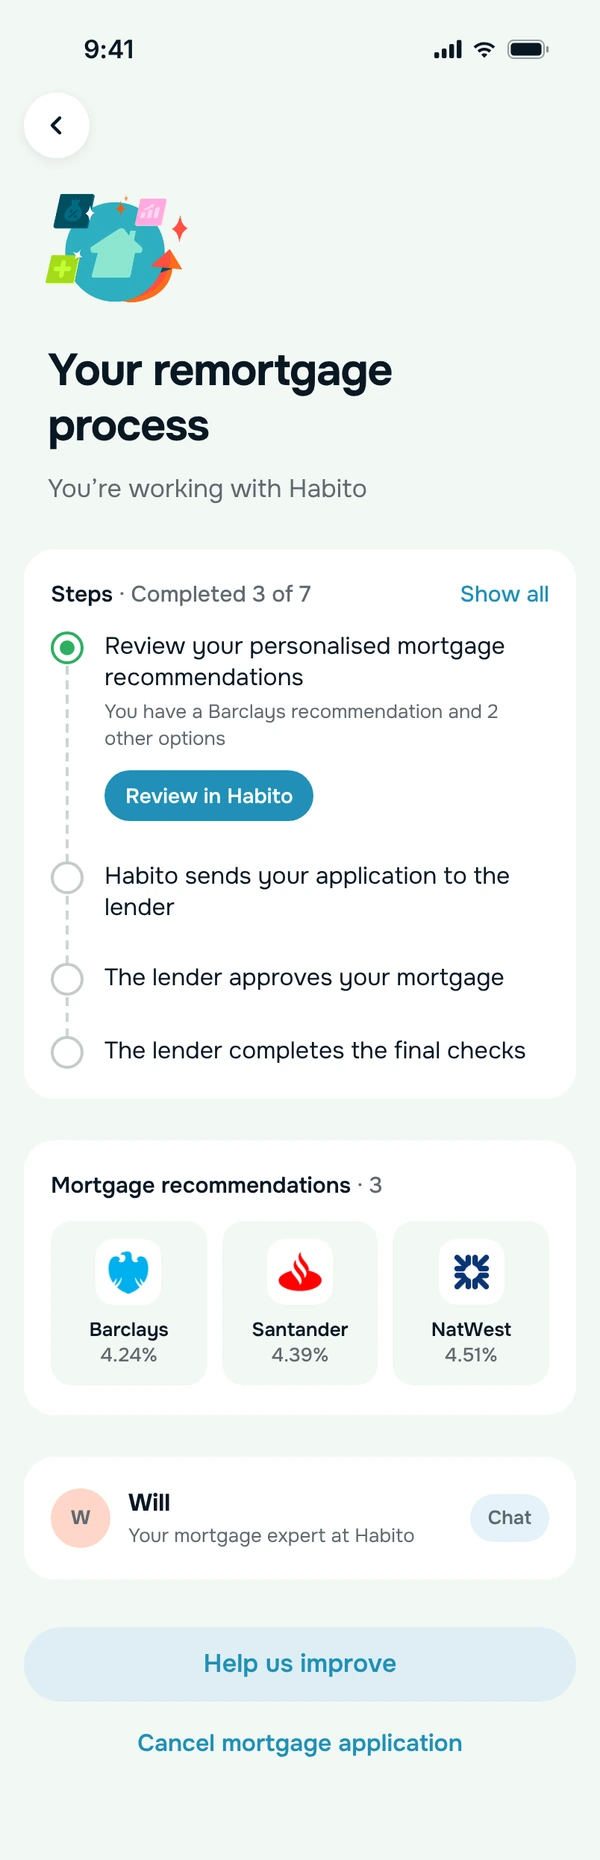 9:41
Your remortgage
process
You’re working with Habito
Steps · Completed 3 of 7
Show all
Review your personalised mortgage
recommendations
You have a Barclays recommendation and 2
other options
Review in Habito
Habito sends your application to the
lender
The lender approves your mortgage
The lender completes the final checks
Mortgage recommendations · 3
Barclays
4.24%
Santander
4.39%
NatWest
4.51%
W
Will
Your mortgage expert at Habito
Chat
Help us improve
Cancel mortgage application